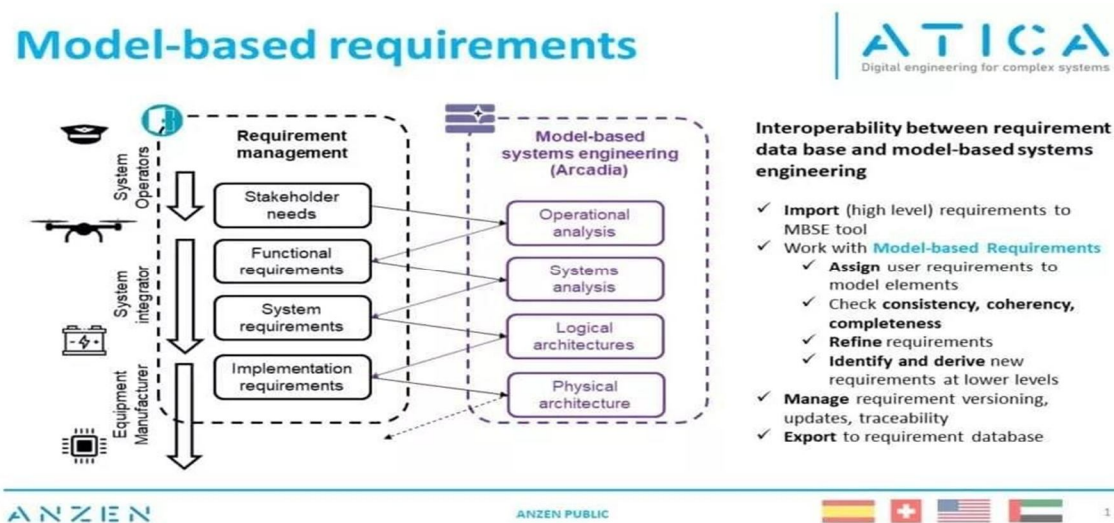 Model-based requirements
ATICA
Digital engineering for complex systems
System
Operators
System
integrator
Equipment
Manufacturer
Requirement
management
Stakeholder
needs
Functional
requirements
System
requirements
Implementation
requirements
Model-based
systems engineering
(Arcadia)
Operational
analysis
Systems
analysis
Logical
architectures
Physical
architecture
Interoperability between requirement
data base and model-based systems
engineering
✓ Import (high level) requirements to
MBSE tool
✓ Work with Model-based Requirements
✓ Assign user requirements to
model elements
✓ Check consistency, coherency,
completeness
✓ Refine requirements
✓ Identify and derive new
requirements at lower levels
✓ Manage requirement versioning,
updates, traceability
✓ Export to requirement database
ANZEN
ANZEN PUBLIC
1